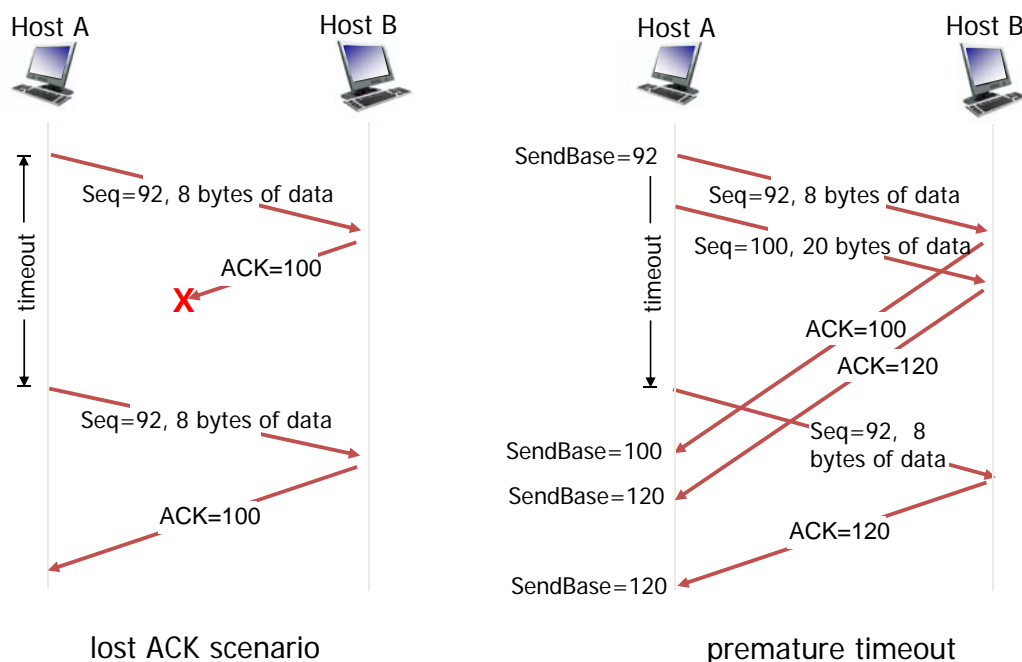 Host A
Host B
timeout
Seq=92, 8 bytes of data
ACK=100
X
Seq=92, 8 bytes of data
ACK=100
lost ACK scenario
Host A
Host B
SendBase=92
timeout
Seq=92, 8 bytes of data
Seq=100, 20 bytes of data
ACK=100
ACK=120
Seq=92, 8
bytes of data
SendBase=100
SendBase=120
ACK=120
SendBase=120
premature timeout